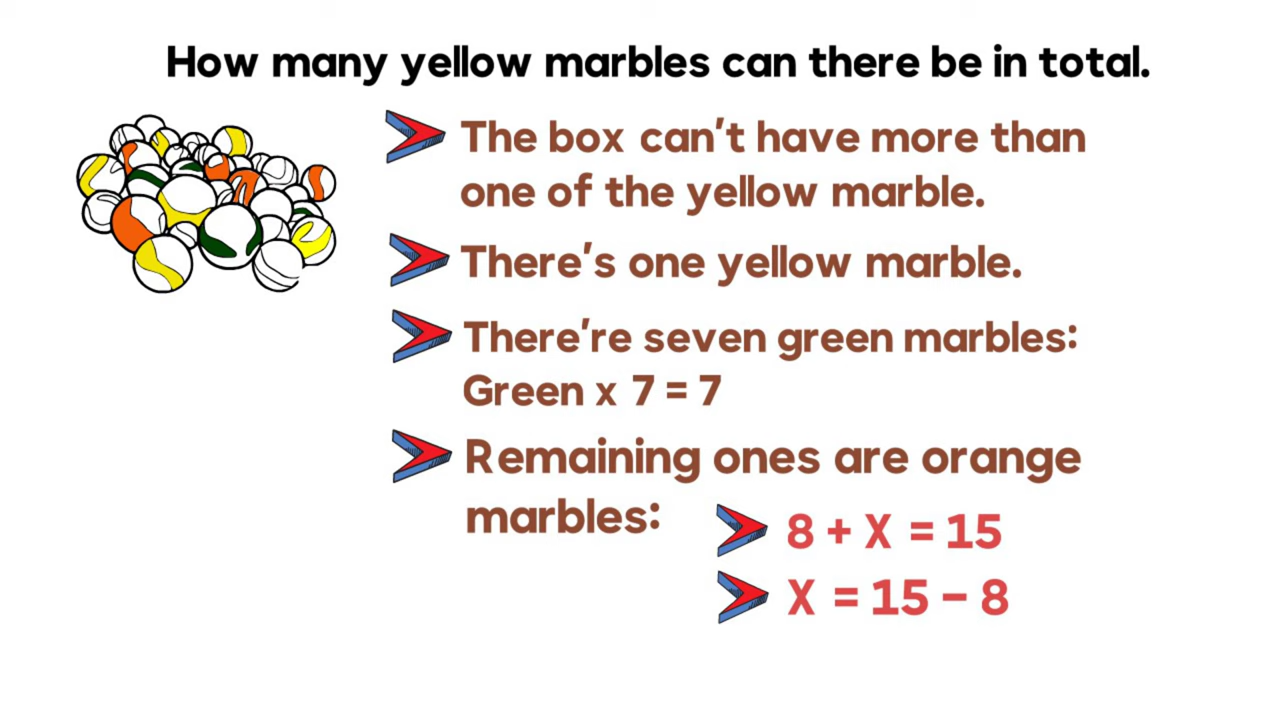 How many yellow marbles can there be in total.
The box can't have more than
one of the yellow marble.
There's one yellow marble.
There're seven green marbles:
Green x 7 = 7
Remaining ones are orange
marbles:
8 + X = 15
X = 15 – 8